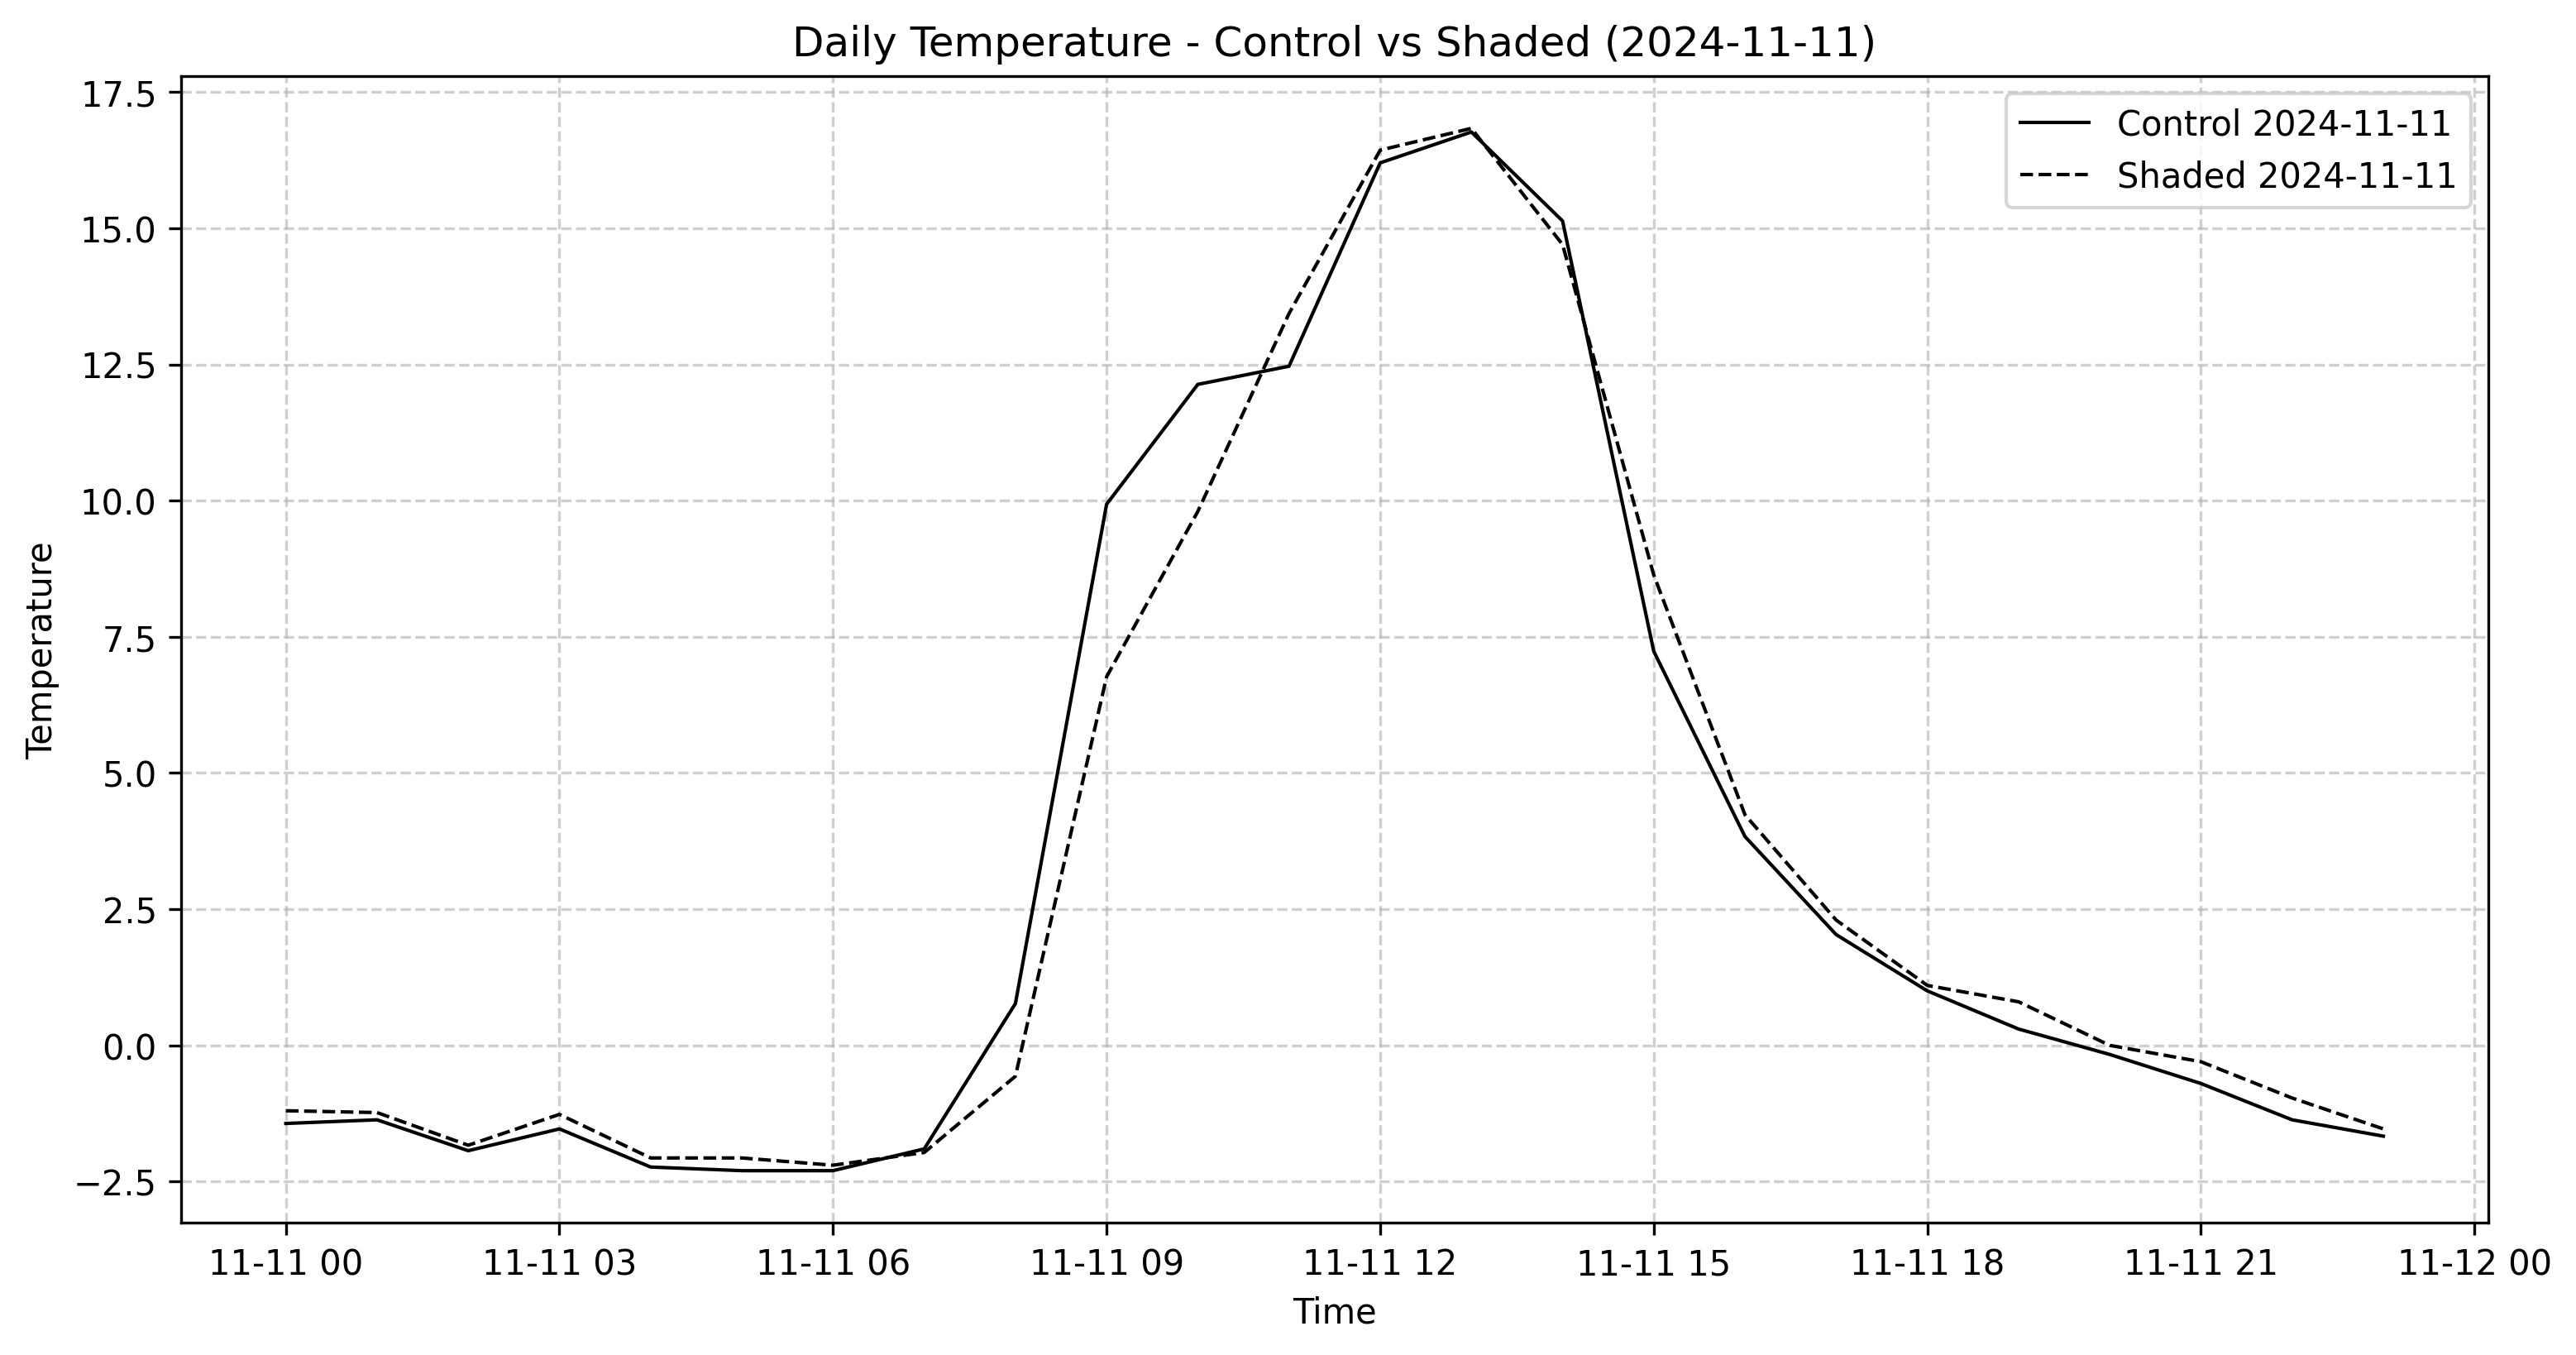 Daily Temperature - Control vs Shaded (2024-11-11)
17.5
15.0
12.5
10.0
7.5
5.0
2.5
0.0
−2.5
Temperature
Control 2024-11-11
Shaded 2024-11-11
11-11 00 11-11 03 11-11 06 11-11 09 11-11 12 11-11 15 11-11 18 11-11 21 11-12 00
Time